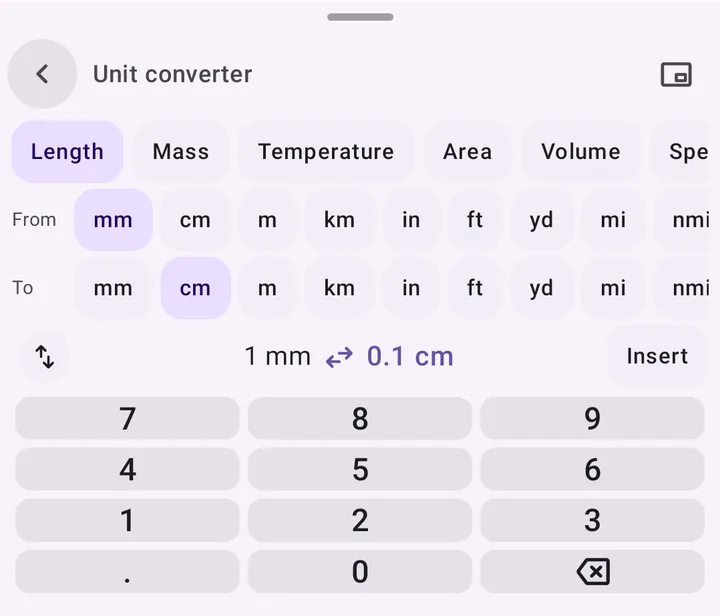 Unit converter
Length Mass Temperature Area Volume Spe
From mm cm m km in ft yd mi nmi
To mm cm m km in ft yd mi nmi
1 mm 0.1 cm Insert
7 8 9
4 5 6
1 2 3
. 0